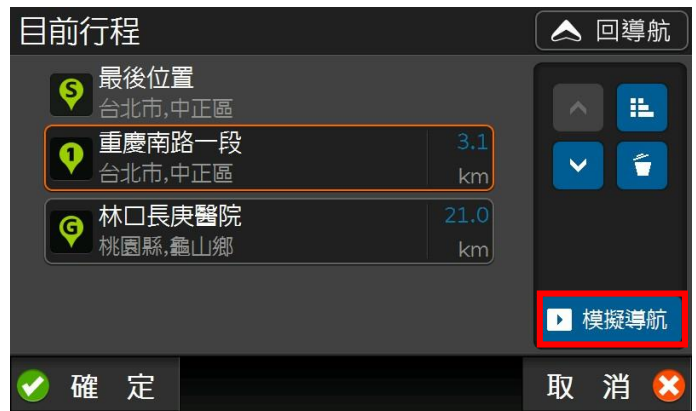 目前行程
回導航
S
最後位置
台北市,中正區
1
重慶南路一段
3.1
台北市,中正區
km
G
林口長庚醫院
21.0
桃園縣,龜山鄉
km
模擬導航
確 定
取 消